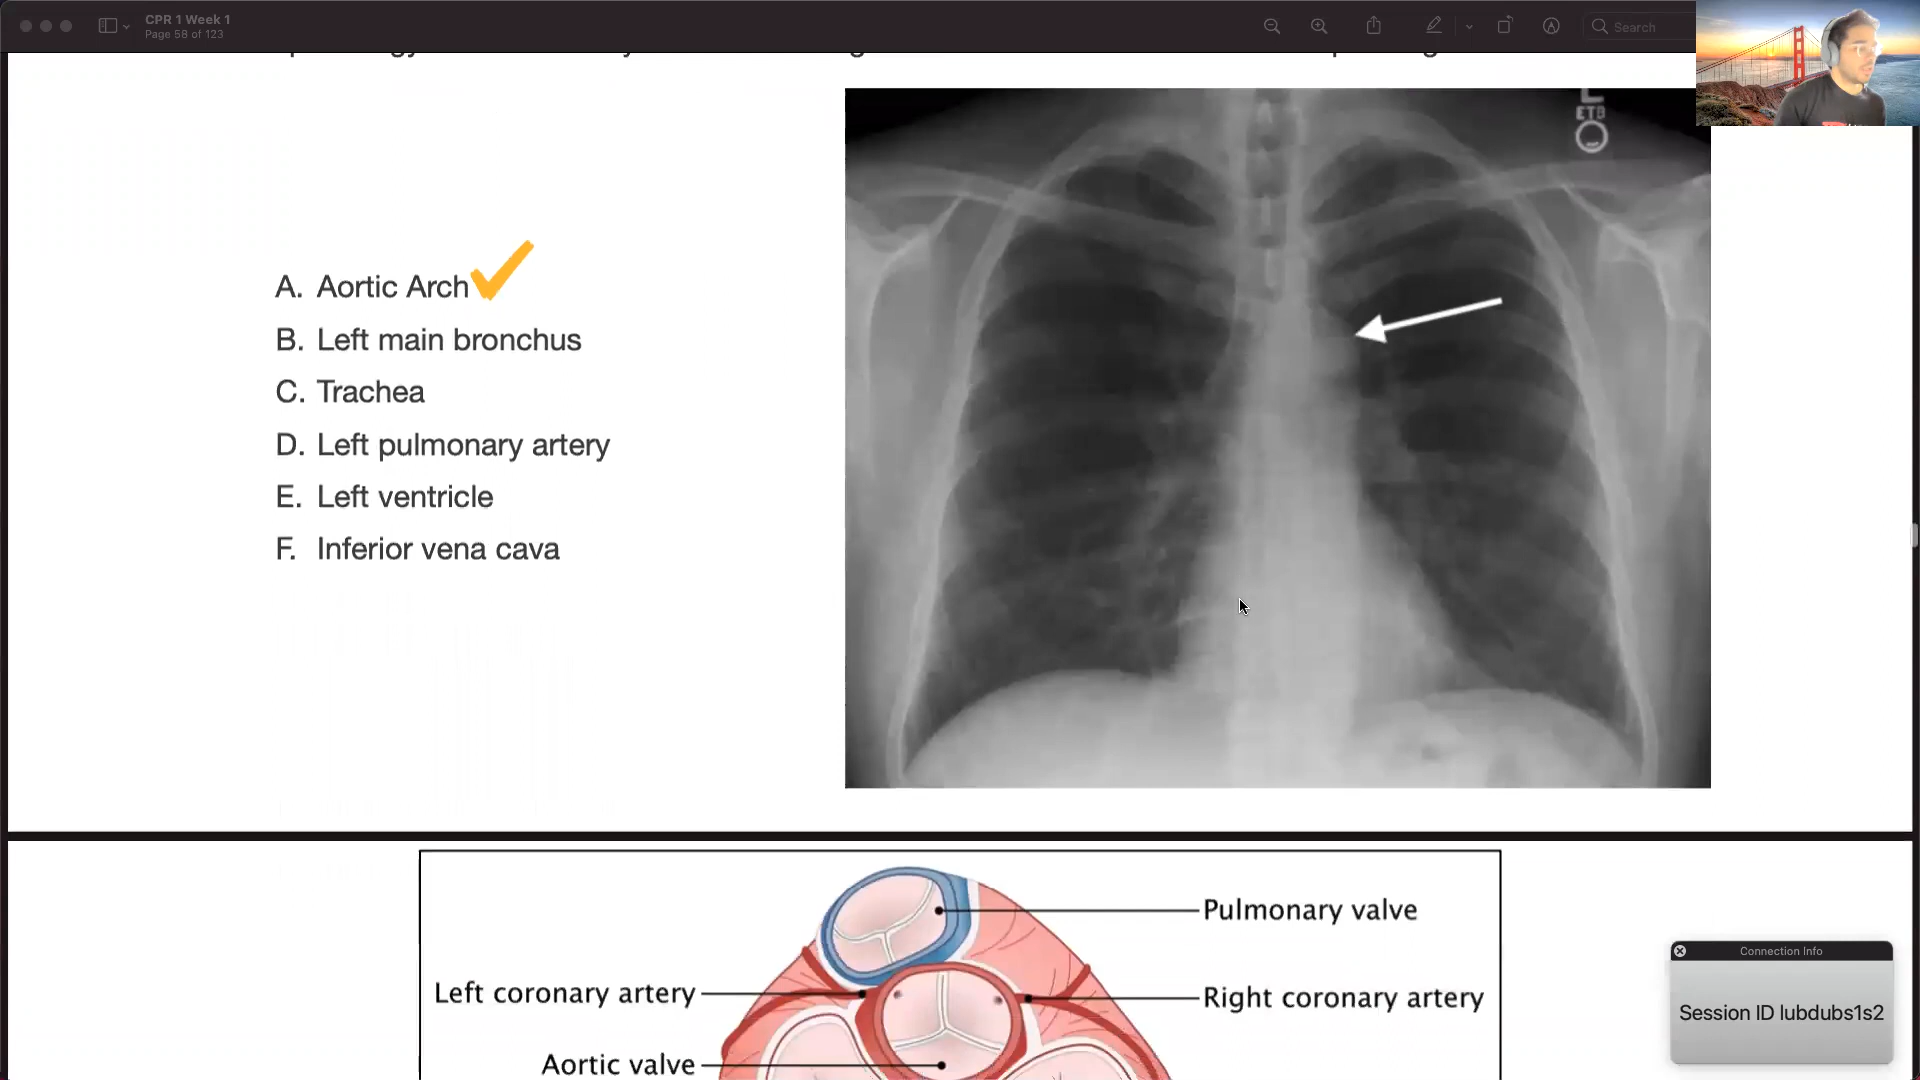 CPR 1 Week 1
Page 58 of 123
Search
L
ETB
A. Aortic Arch
B. Left main bronchus
C. Trachea
D. Left pulmonary artery
E. Left ventricle
F. Inferior vena cava
Pulmonary valve
Left coronary artery
Right coronary artery
Aortic valve
Connection Info
Session ID lubdubs1s2